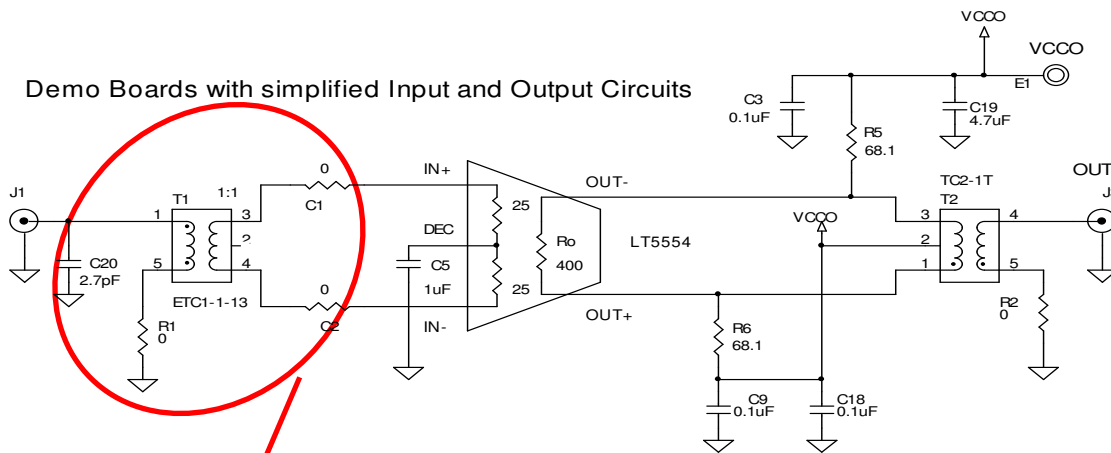 Demo Boards with simplified Input and Output Circuits
VCCO
VCCO
E1
C3
0.1uF
C19
4.7uF
R5
68.1
J1
T1
1:1
1
3
2
5
4
ETC1-1-13
C20
2.7pF
R1
0
0
C1
0
C2
IN+
DEC
IN-
C5
1uF
25
25
Ro
400
OUT-
OUT+
LT5554
VCCO
R6
68.1
C9
0.1uF
C18
0.1uF
TC2-1T
T2
3
2
1
4
5
R2
0
OUT
J